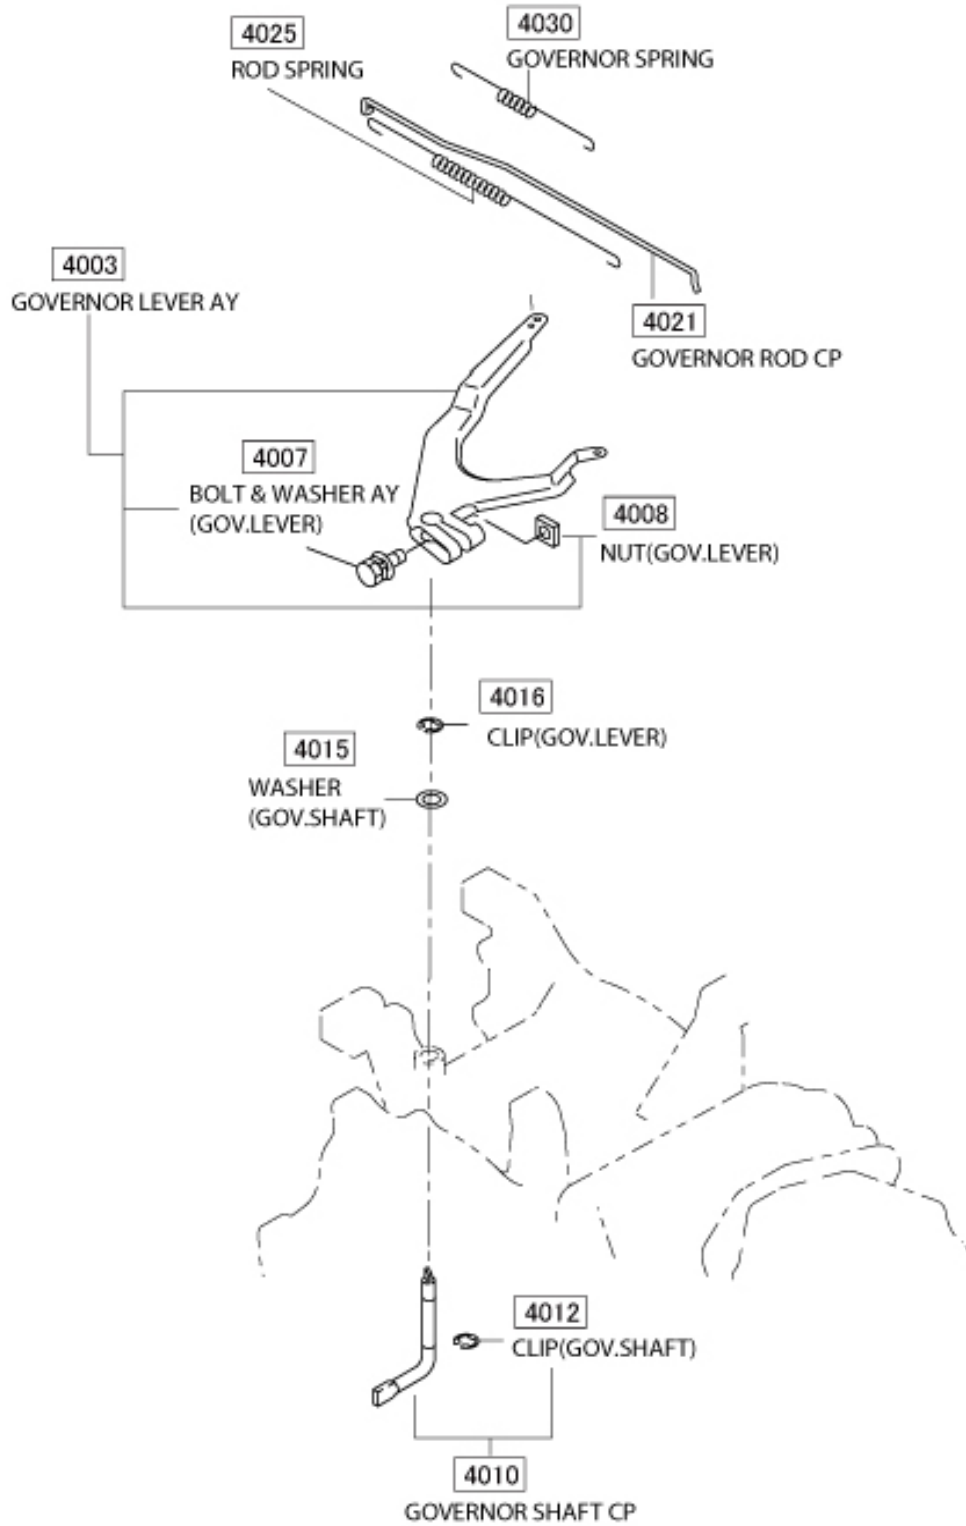 4025
ROD SPRING
4030
GOVERNOR SPRING
4003
GOVERNOR LEVER AY
4021
GOVERNOR ROD CP
4007
BOLT & WASHER AY
(GOV.LEVER)
4008
NUT(GOV.LEVER)
4016
CLIP(GOV.LEVER)
4015
WASHER
(GOV.SHAFT)
4012
CLIP(GOV.SHAFT)
4010
GOVERNOR SHAFT CP